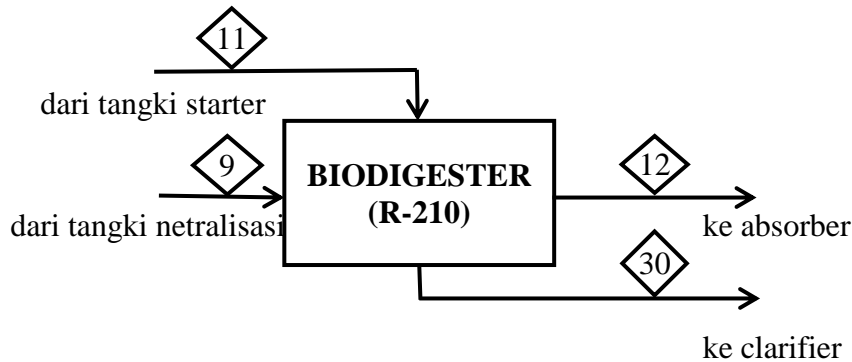 11
dari tangki starter
9
dari tangki netralisasi
BIODIGESTER
(R-210)
12
ke absorber
30
ke clarifier